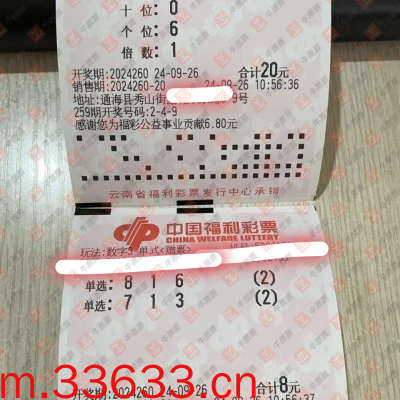 十 位: 0
个 位: 6
倍 数: 1
开奖期:2024260 24-09-26 合计20元
销售期:2024260-20 -09-26 10:56:36
地址:通海县秀山街 9号
259期开奖号码:2-4-9
感谢您为福彩公益事业贡献6.80元
云南省福利彩票发行中心承销
中国福利彩票
CHINA WELFARE LOTTERY
玩法:数字3 单式<赠票>
单选: 8 1 6 (2)
单选: 7 1 3 (2)
m.33633.cn
开奖期:2024260 24-09-26 合计8元
10:56:37